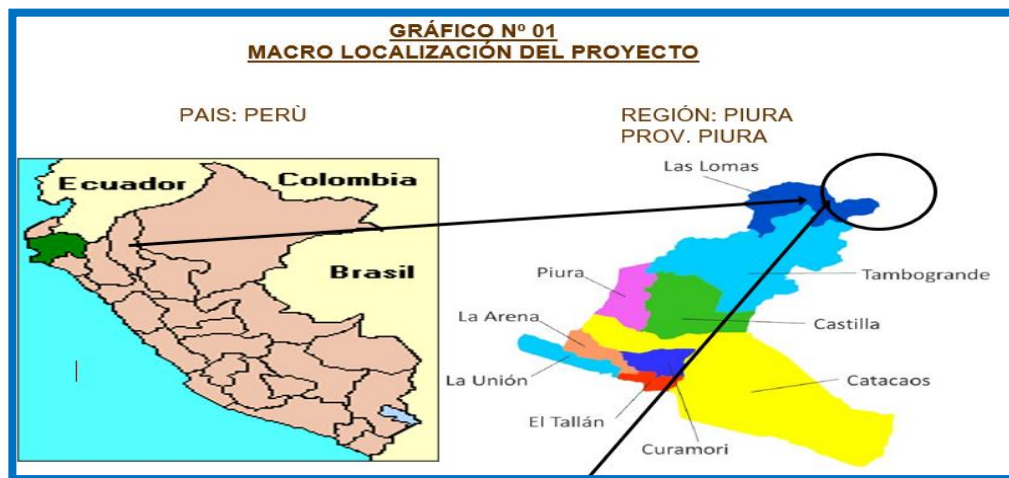 GRÁFICO Nº 01
MACRO LOCALIZACIÓN DEL PROYECTO
PAIS: PERÙ
REGIÓN: PIURA
PROV. PIURA
Ecuador
Colombia
Brasil
Las Lomas
Tambogrande
Piura
Castilla
La Arena
La Unión
Catacaos
El Tallán
Curamori